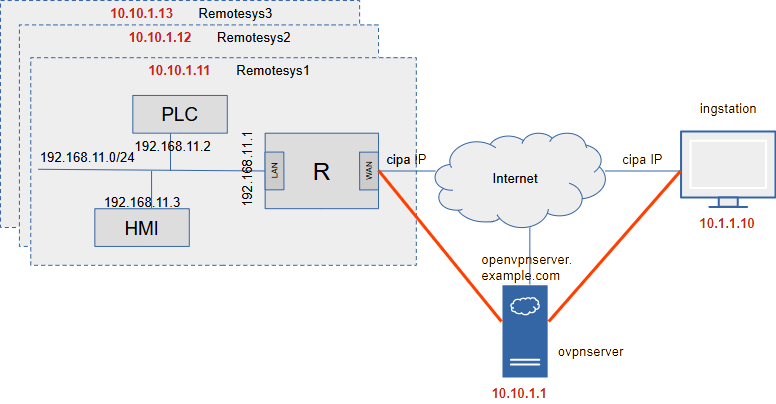 10.10.1.13 Remotesys3
10.10.1.12 Remotesys2
10.10.1.11 Remotesys1
PLC
192.168.11.2
192.168.11.0/24
192.168.11.1
LAN
R
WAN
192.168.11.3
HMI
cipa IP
Internet
cipa IP
ingstation
10.1.1.10
openvpnserver.
example.com
ovpnserver
10.10.1.1